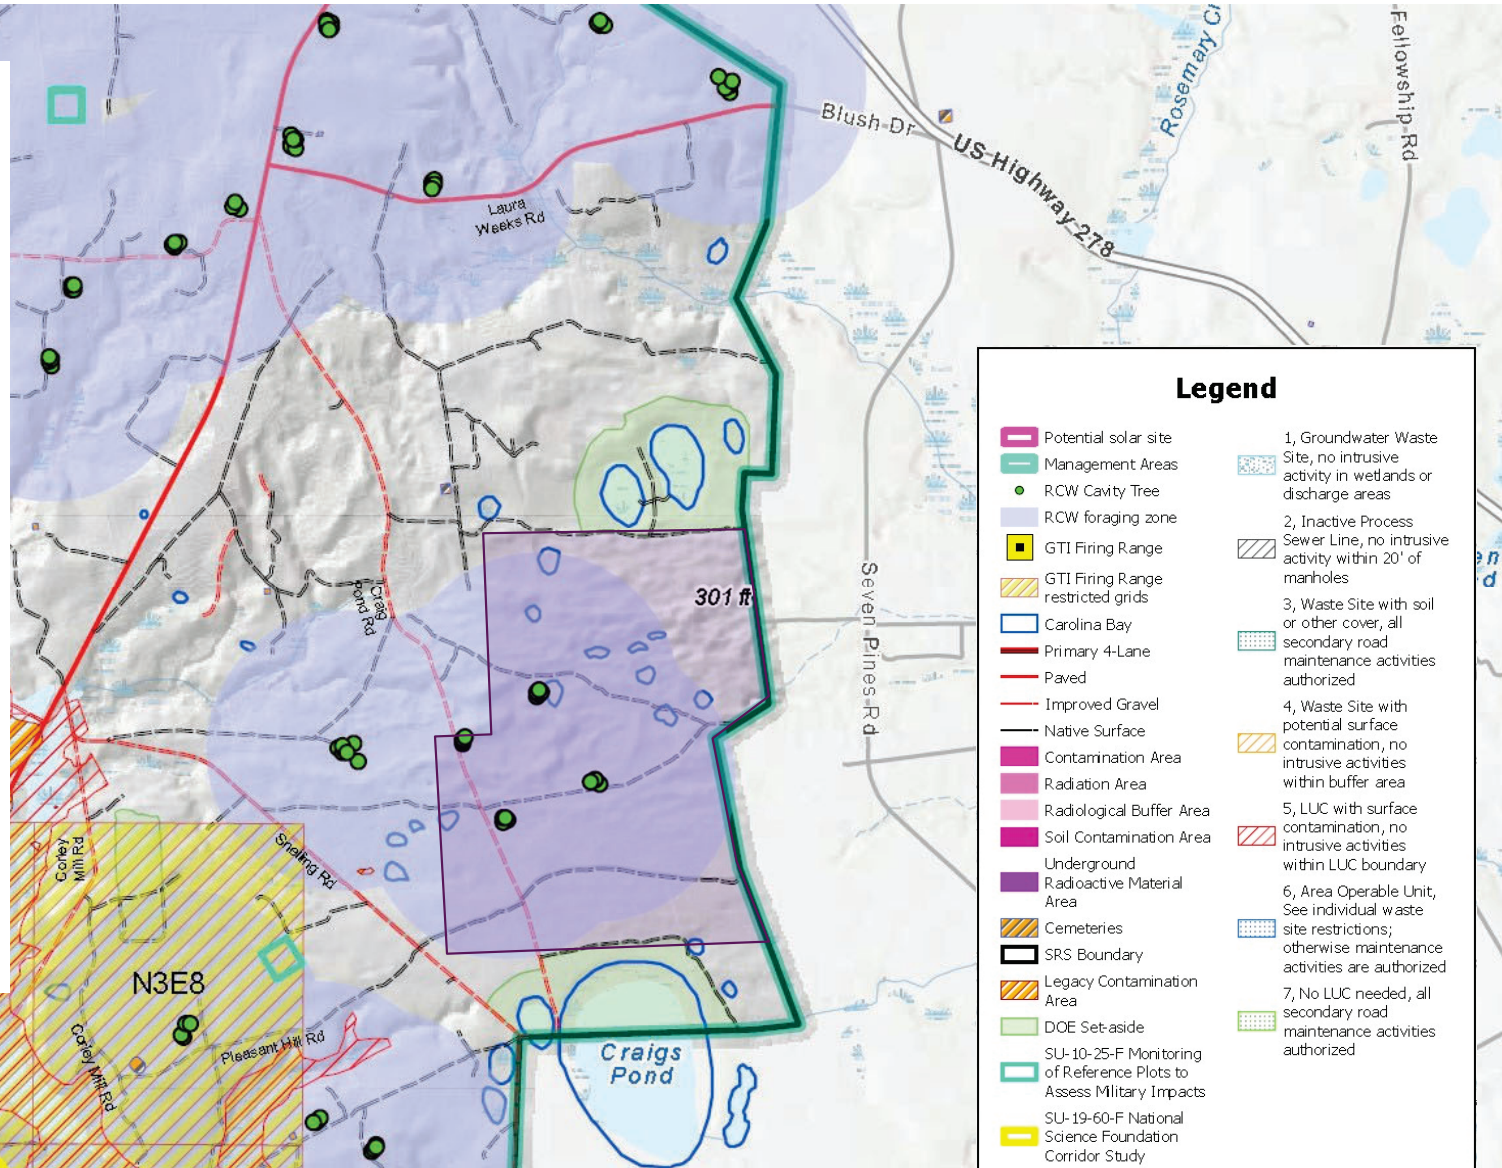 Rosemary
Fellowship Rd
Blush Dr
US Highway 278
Laura
Weeks Rd
Craig
Pond Rd
301 ft
Seven Pines Rd
Corley
Mill Rd
Snelling Rd
N3E8
Corley Mill Rd
Pleasant Hill Rd
Craigs
Pond
Legend
Potential solar site
Management Areas
RCW Cavity Tree
RCW foraging zone
GTI Firing Range
GTI Firing Range
restricted grids
Carolina Bay
Primary 4-Lane
Paved
Improved Gravel
Native Surface
Contamination Area
Radiation Area
Radiological Buffer Area
Soil Contamination Area
Underground
Radioactive Material
Area
Cemeteries
SRS Boundary
Legacy Contamination
Area
DOE Set-aside
SU-10-25-F Monitoring
of Reference Plots to
Assess Military Impacts
SU-19-60-F National
Science Foundation
Corridor Study
1, Groundwater Waste
Site, no intrusive
activity in wetlands or
discharge areas
2, Inactive Process
Sewer Line, no intrusive
activity within 20' of
manholes
3, Waste Site with soil
or other cover, all
secondary road
maintenance activities
authorized
4, Waste Site with
potential surface
contamination, no
intrusive activities
within buffer area
5, LUC with surface
contamination, no
intrusive activities
within LUC boundary
6, Area Operable Unit,
See individual waste
site restrictions;
otherwise maintenance
activities are authorized
7, No LUC needed, all
secondary road
maintenance activities
authorized